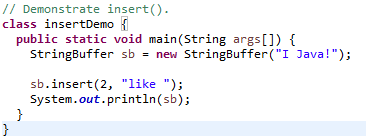 // Demonstrate insert().
class insertDemo {
  public static void main(String args[]) {
    StringBuffer sb = new StringBuffer("I Java!");

    sb.insert(2, "like ");
    System.out.println(sb);
  }
}